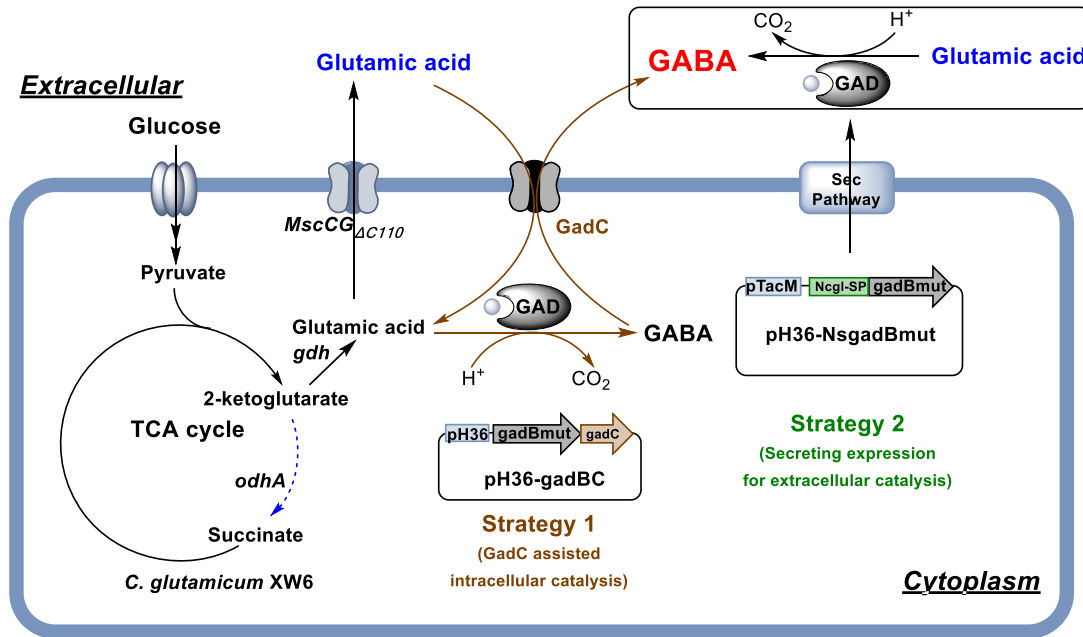 CO2
H+
GABA
Glutamic acid
GAD
Glutamic acid
Extracellular
Glucose
Sec
Pathway
MscCGΔC110
GadC
Pyruvate
pTacM
Ncgl-SP
gadBmut
pH36-NsgadBmut
GAD
Glutamic acid
GABA
gdh
H+
CO2
2-ketoglutarate
TCA cycle
odhA
Succinate
C. glutamicum XW6
pH36
gadBmut
gadC
pH36-gadBC
Strategy 1
(GadC assisted
intracellular catalysis)
Strategy 2
(Secreting expression
for extracellular catalysis)
Cytoplasm